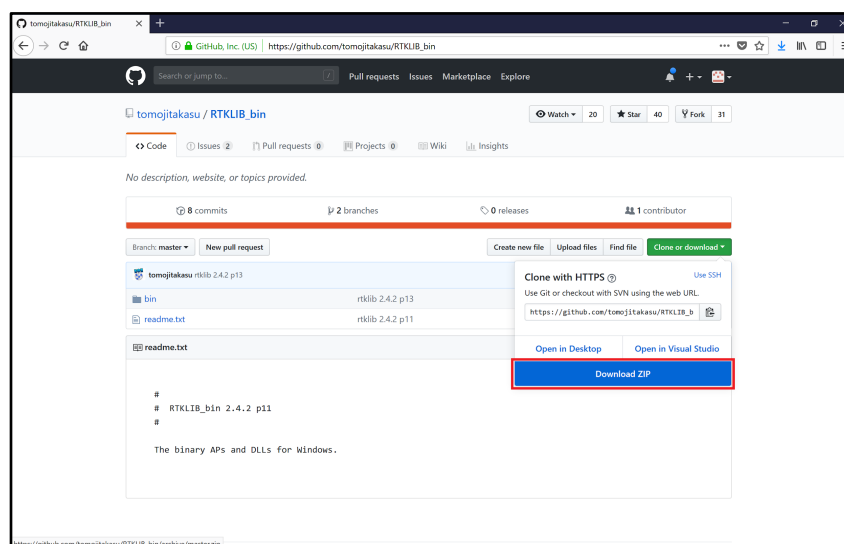 tomojitakasu/RTKLIB_bin
GitHub, Inc. (US) https://github.com/tomojitakasu/RTKLIB_bin
Search or jump to... / Pull requests Issues Marketplace Explore
tomojitakasu / RTKLIB_bin Watch 20 Star 40 Fork 31
Code Issues 2 Pull requests 0 Projects 0 Wiki Insights
No description, website, or topics provided.
8 commits 2 branches 0 releases 1 contributor
Branch: master New pull request Create new file Upload files Find file Clone or download
tomojitakasu rtklib 2.4.2 p13
bin rtklib 2.4.2 p13
readme.txt rtklib 2.4.2 p11
Clone with HTTPS Use SSH
Use Git or checkout with SVN using the web URL.
https://github.com/tomojitakasu/RTKLIB_b
Open in Desktop Open in Visual Studio
Download ZIP
readme.txt
#
# RTKLIB_bin 2.4.2 p11
#
The binary APs and DLLs for Windows.